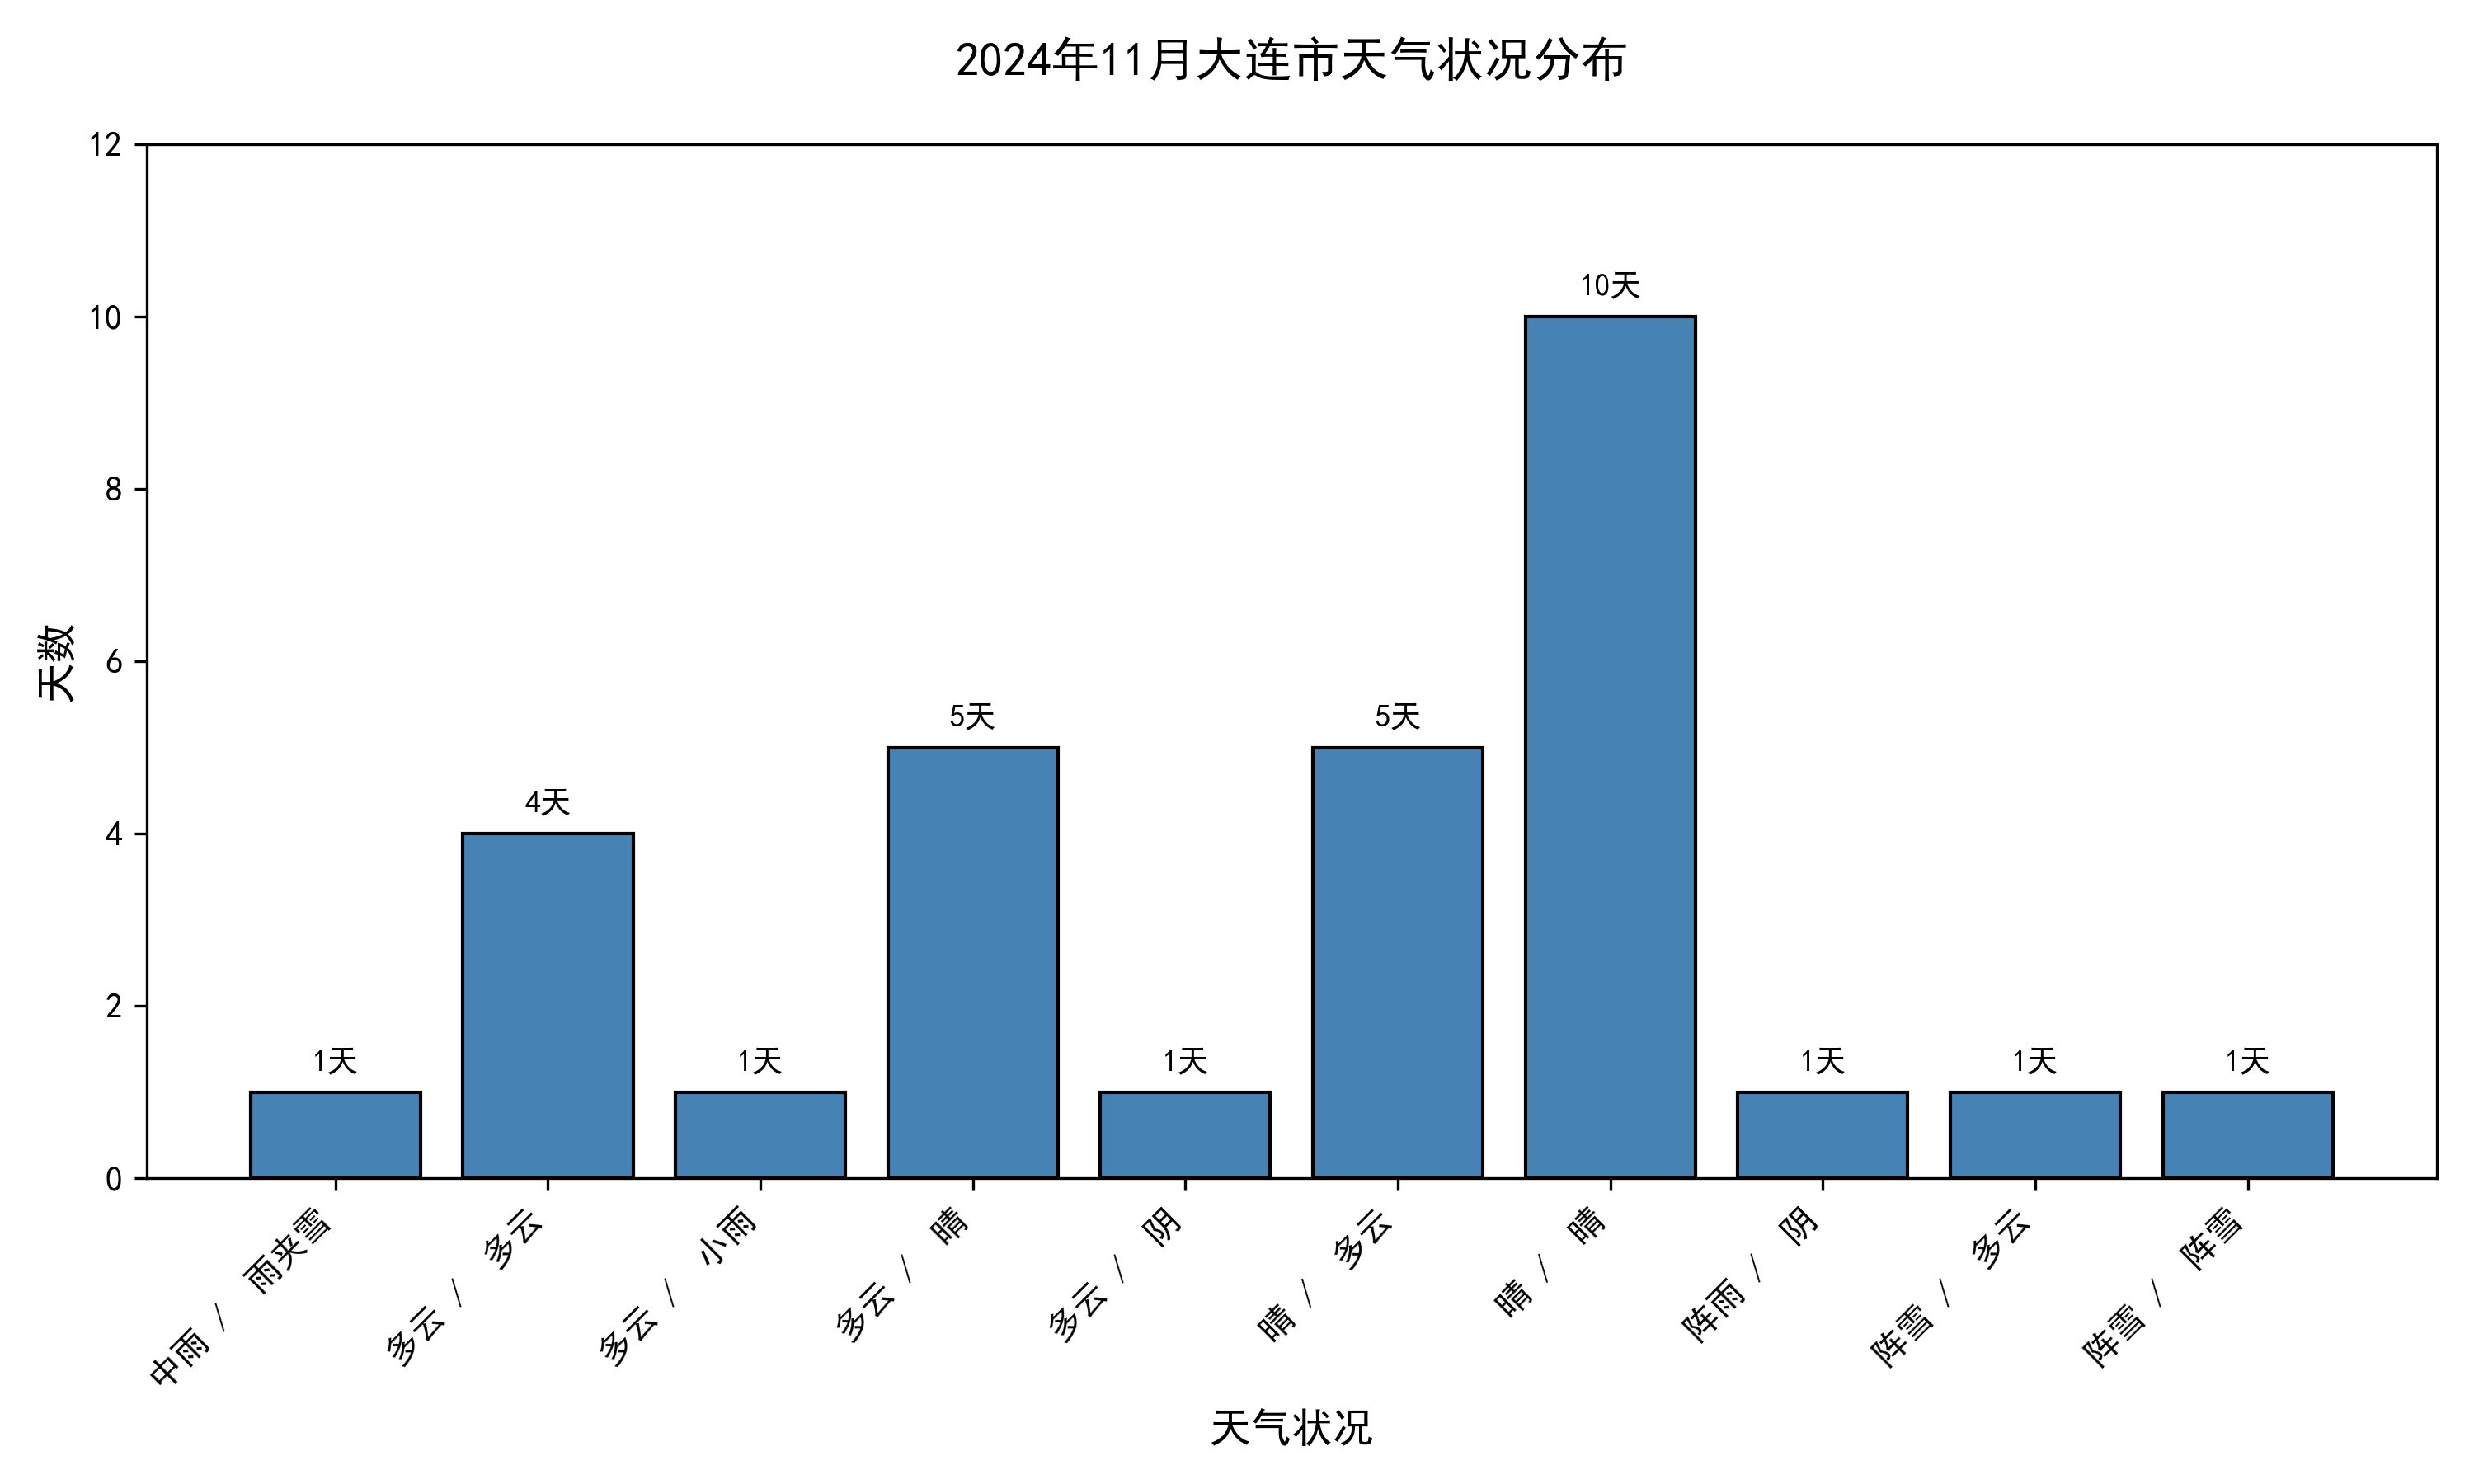 2024年11月大连市天气状况分布
天数
12
10
8
6
4
2
0
1天
4天
1天
5天
1天
5天
10天
1天
1天
1天
中雨 / 雨夹雪
多云 / 多云
多云 / 小雨
多云 / 晴
多云 / 阴
晴 / 多云
晴 / 晴
阵雨 / 阴
阵雪 / 多云
阵雪 / 阵雪
天气状况